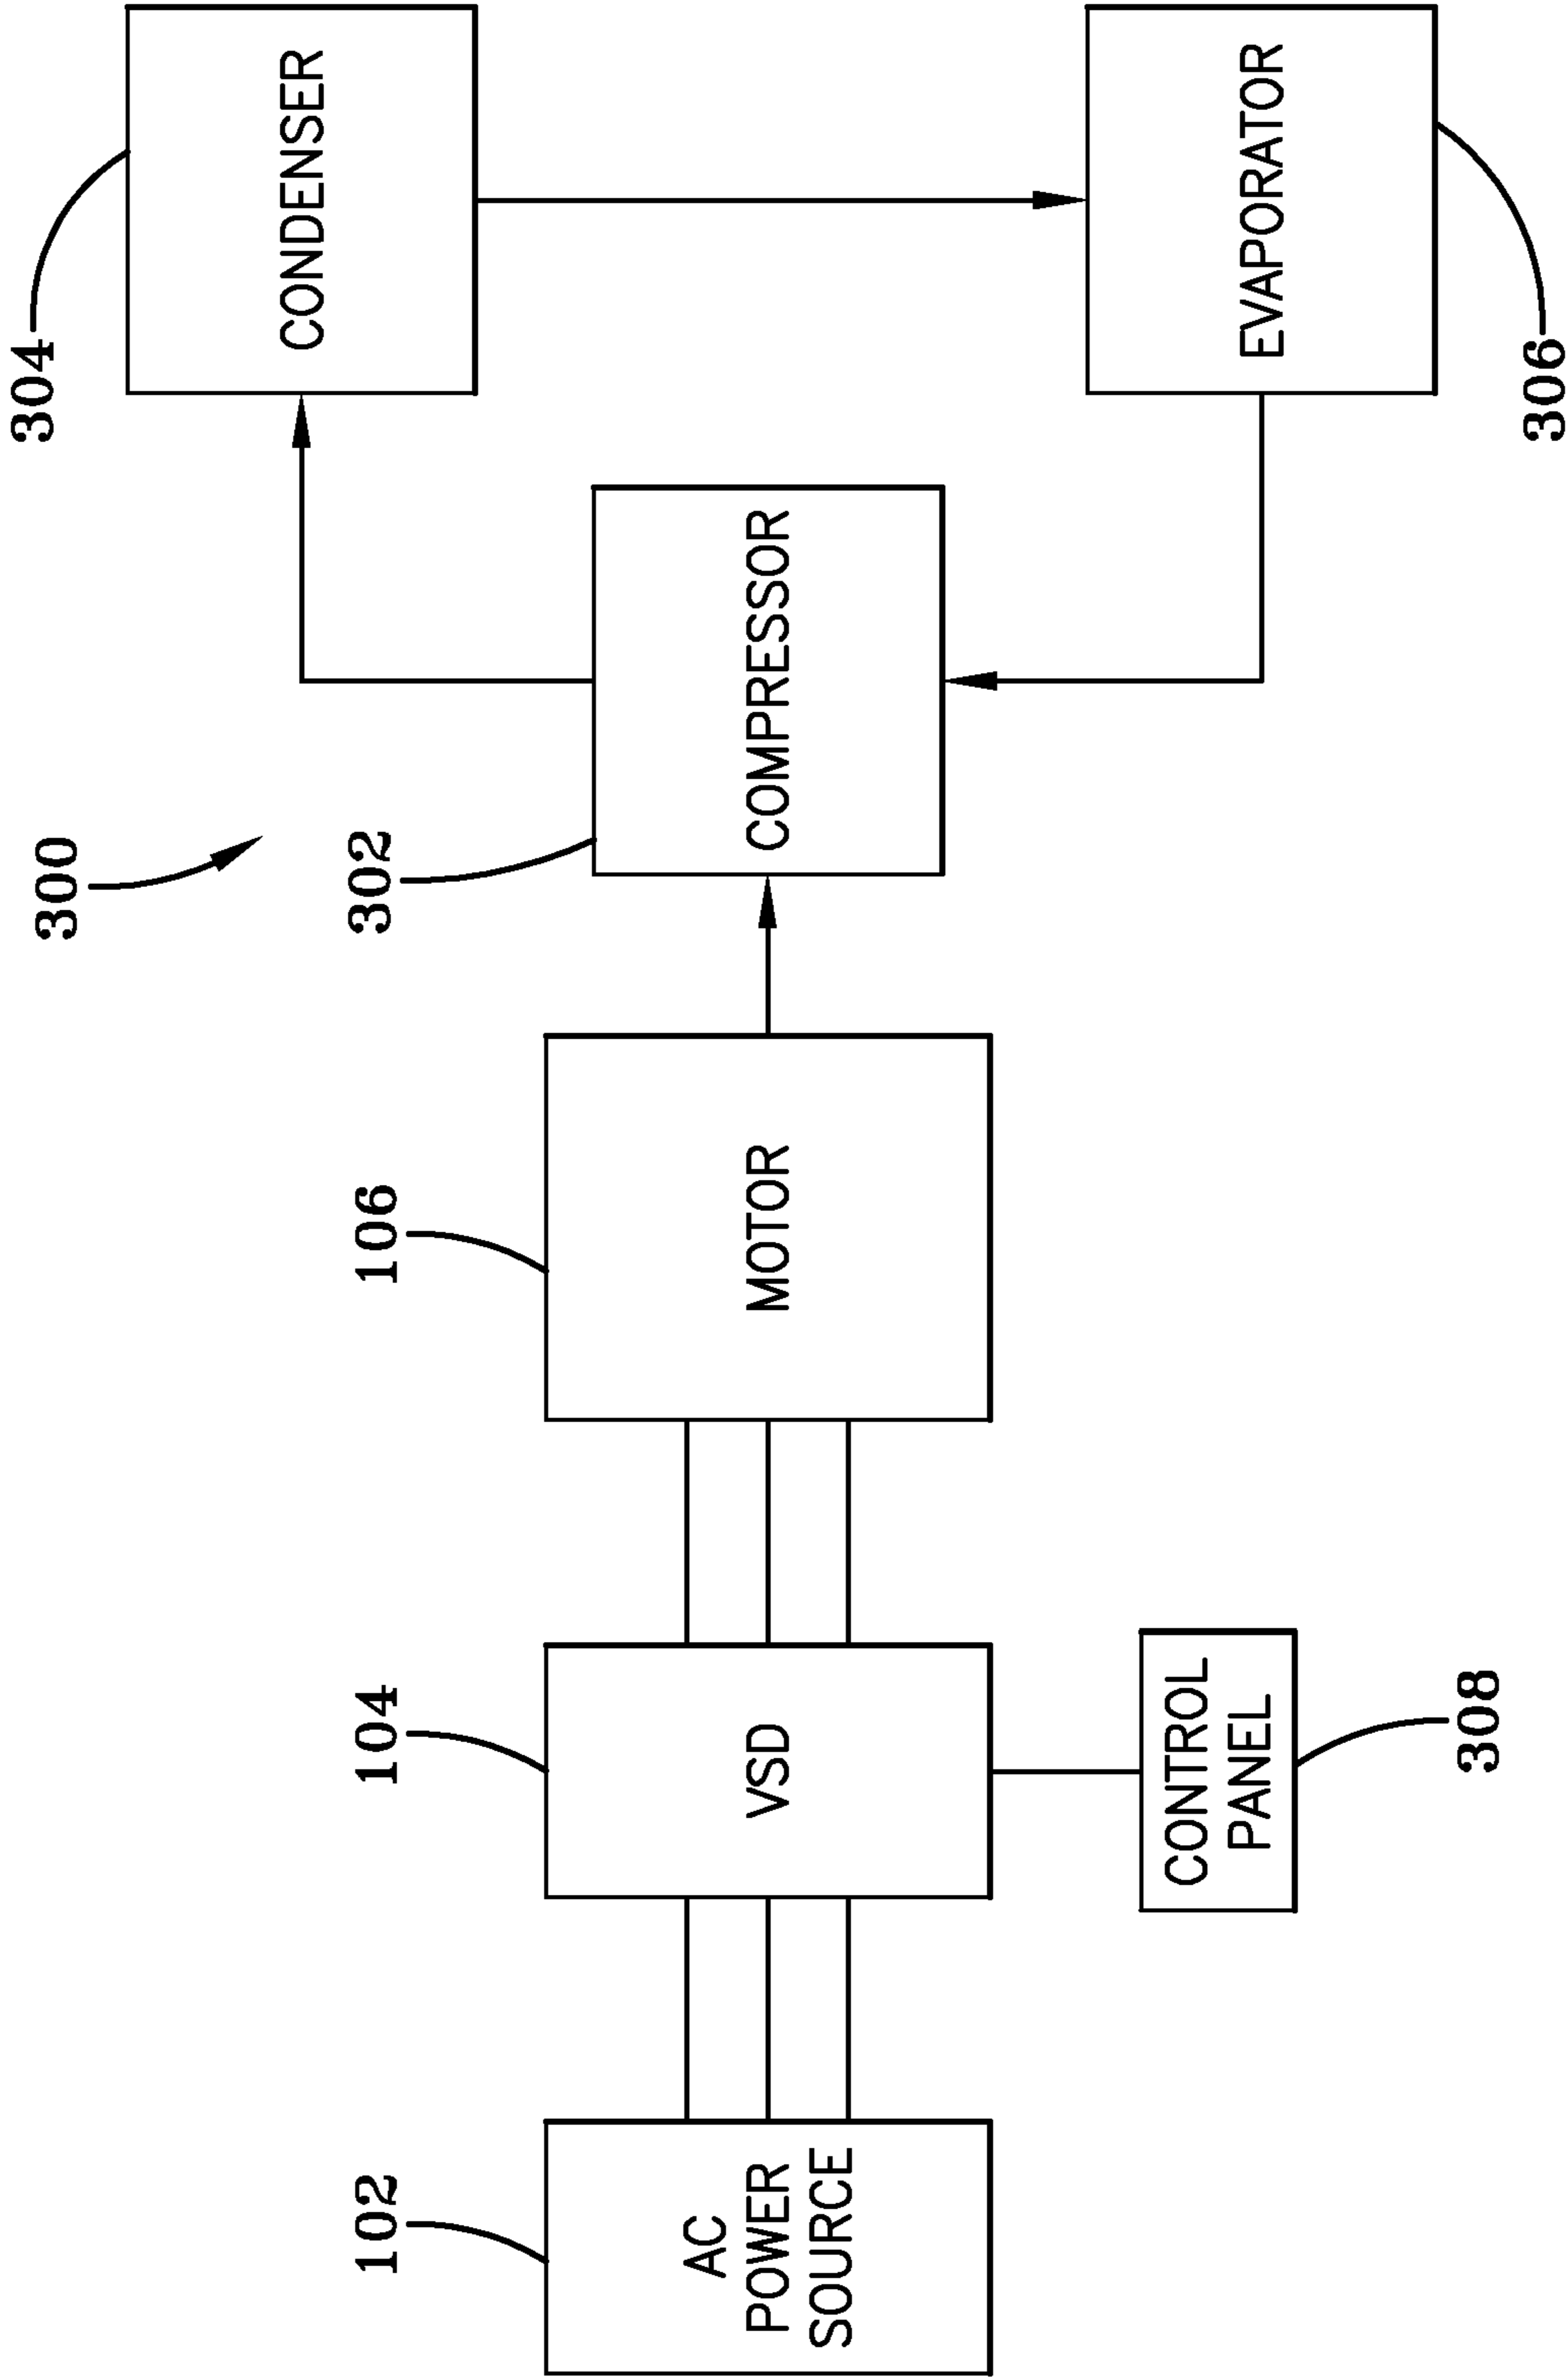 300
304
CONDENSER
302
102
104
106
AC
POWER
SOURCE
VSD
MOTOR
COMPRESSOR
CONTROL
PANEL
308
EVAPORATOR
306